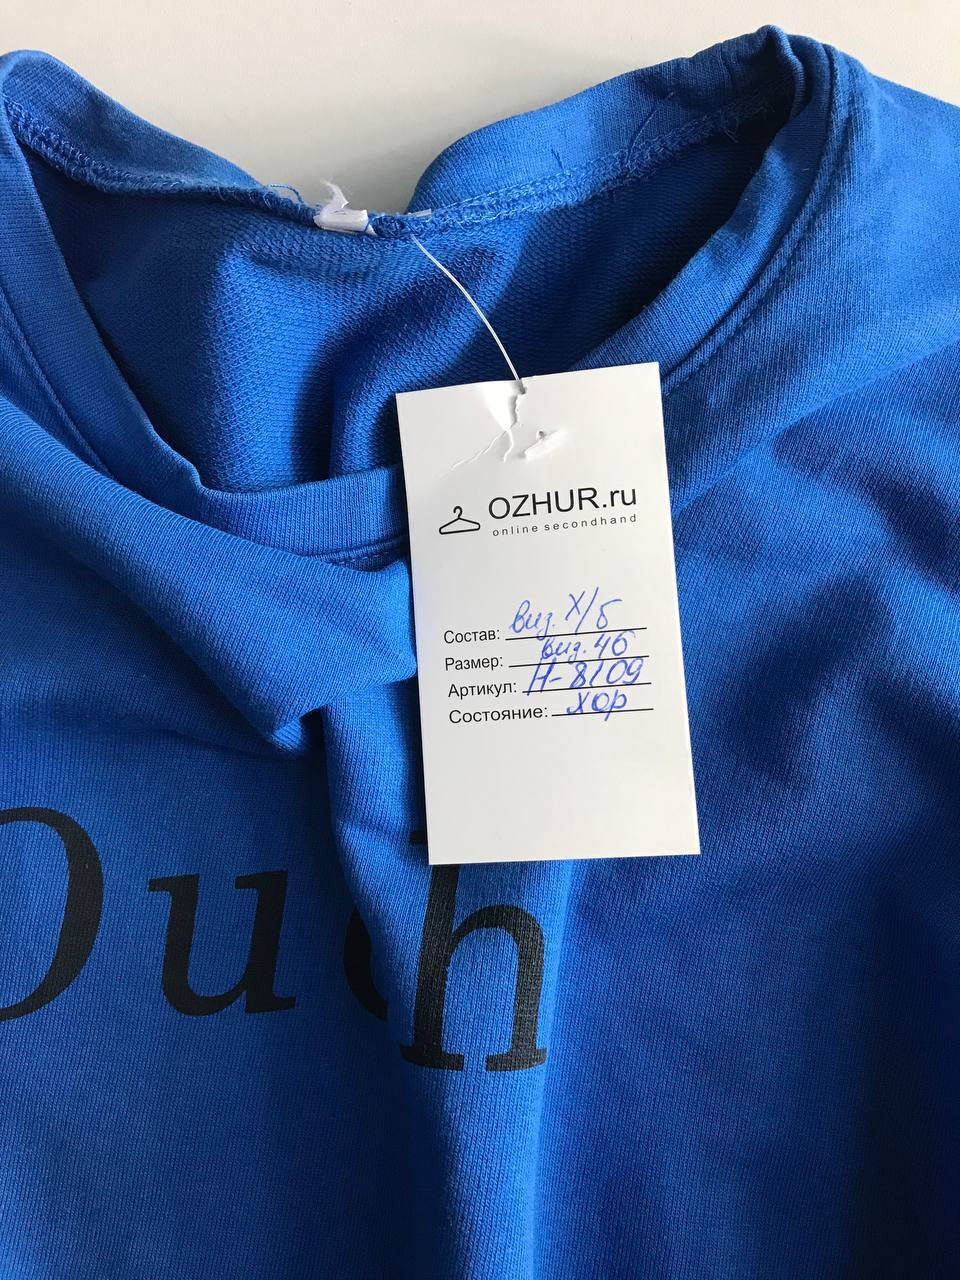 OZHUR.ru
online secondhand
Состав: виз. Х/б
Размер: виз. 46
Артикул: Н-8109
Состояние: хор
Ouch